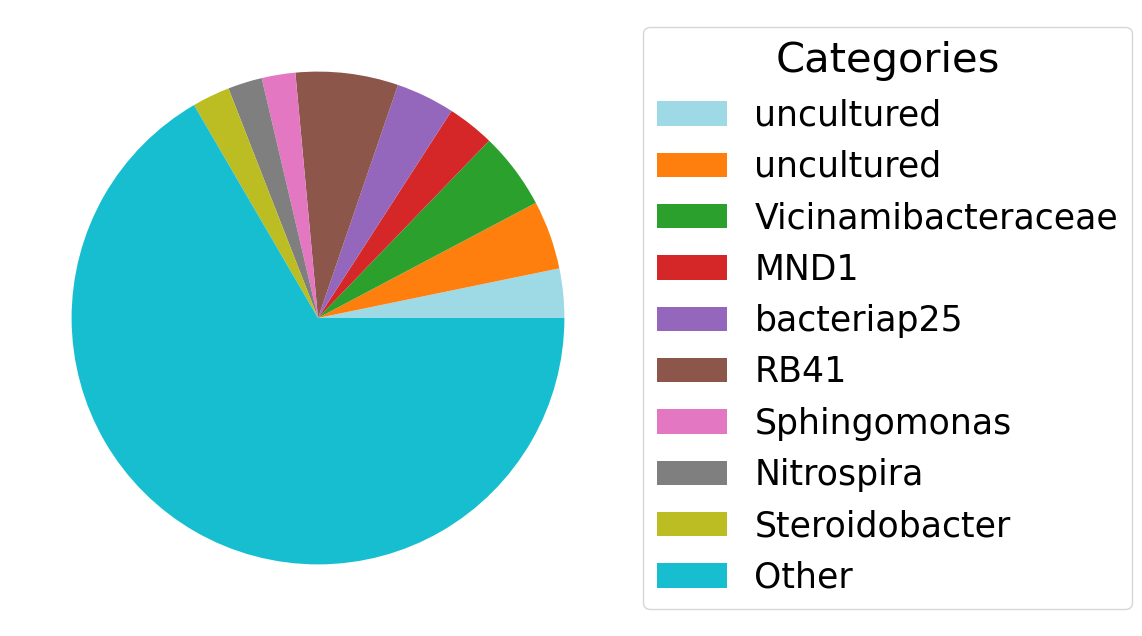 Categories
uncultured
uncultured
Vicinamibacteraceae
MND1
bacteriap25
RB41
Sphingomonas
Nitrospira
Steroidobacter
Other